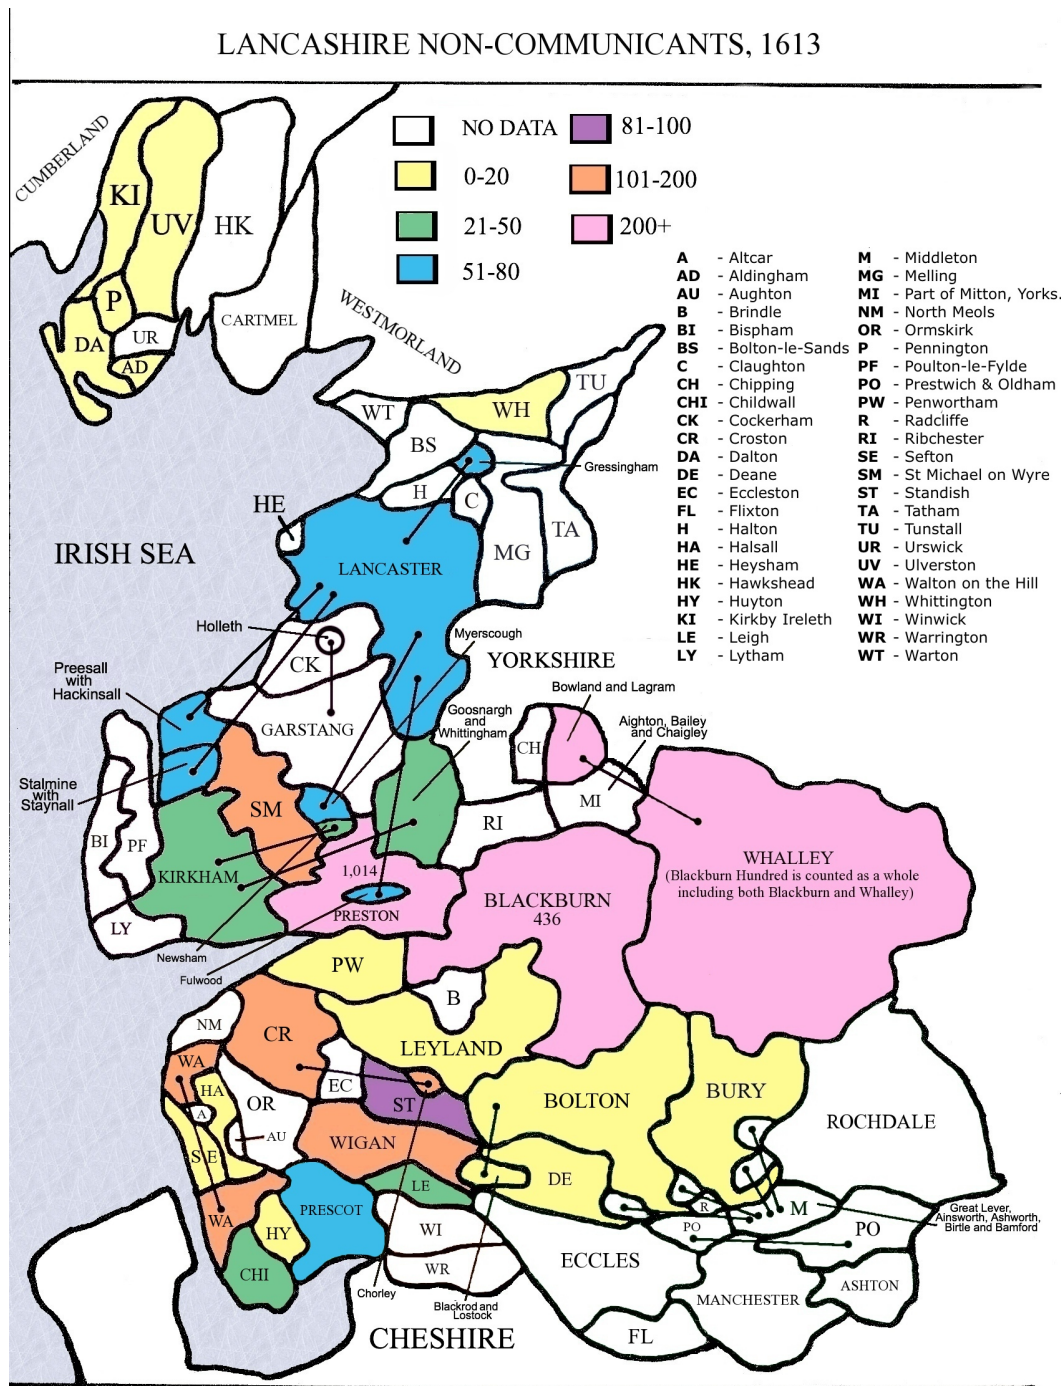 LANCASHIRE NON-COMMUNICANTS, 1613
NO DATA
0-20
21-50
51-80
81-100
101-200
200+
A - Altcar
AD - Aldingham
AU - Aughton
B - Brindle
BI - Bispham
BS - Bolton-le-Sands
C - Claughton
CH - Chipping
CHI - Childwall
CK - Cockerham
CR - Croston
DA - Dalton
DE - Deane
EC - Eccleston
FL - Flixton
H - Halton
HA - Halsall
HE - Heysham
HK - Hawkshead
HY - Huyton
KI - Kirkby Ireleth
LE - Leigh
LY - Lytham
M - Middleton
MG - Melling
MI - Part of Mitton, Yorks.
NM - North Meols
OR - Ormskirk
P - Pennington
PF - Poulton-le-Fylde
PO - Prestwich & Oldham
PW - Penwortham
R - Radcliffe
RI - Ribchester
SE - Sefton
SM - St Michael on Wyre
ST - Standish
TA - Tatham
TU - Tunstall
UR - Urswick
UV - Ulverston
WA - Walton on the Hill
WH - Whittington
WI - Winwick
WR - Warrington
WT - Warton
CUMBERLAND
KI
UV
HK
P
DA
UR
AD
CARTMEL
WESTMORLAND
WT
WH
TU
BS
Gressingham
H
C
HE
MG
TA
IRISH SEA
LANCASTER
Holleth
CK
Myerscough
YORKSHIRE
Preesall
with
Hackinsall
GARSTANG
Goosnargh
and
Whittingham
Bowland and Lagram
Aighton, Bailey
and Chaigley
CH
MI
Stalmine
with
Staynall
SM
BI
PF
RI
KIRKHAM
1,014
PRESTON
LY
WHALLEY
(Blackburn Hundred is counted as a whole
including both Blackburn and Whalley)
BLACKBURN
436
Newsham
Fulwood
PW
B
NM
CR
LEYLAND
WA
HA
A
EC
ST
OR
AU
SE
BOLTON
BURY
ROCHDALE
WIGAN
LE
DE
WA
HY
PRESCOT
CHI
WI
WR
R
PO
M
PO
Great Lever,
Ainsworth, Ashworth,
Birtle and Bamford
ECCLES
MANCHESTER
ASHTON
FL
Chorley
Blackrod and
Lostock
CHESHIRE